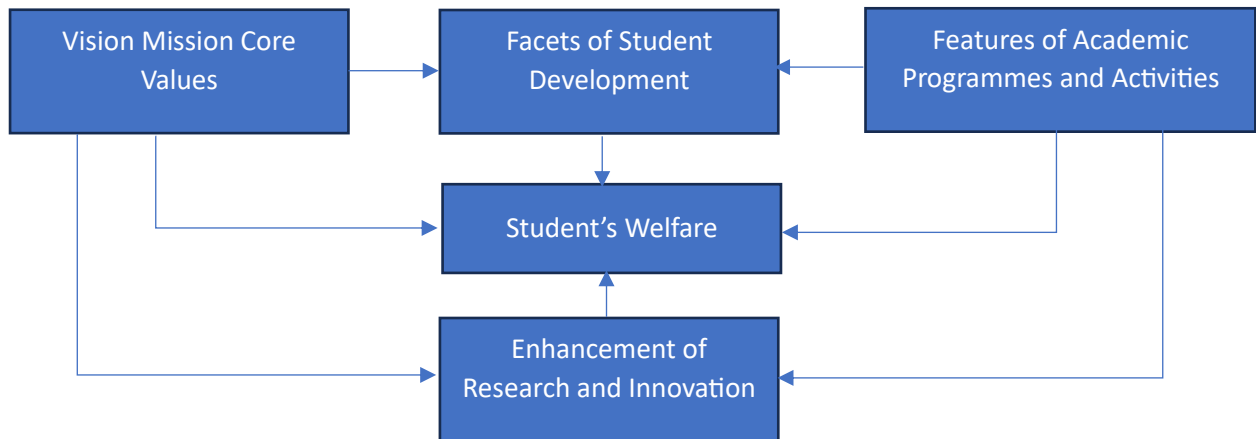 Vision Mission Core
Values
Facets of Student
Development
Features of Academic
Programmes and Activities
Student’s Welfare
Enhancement of
Research and Innovation